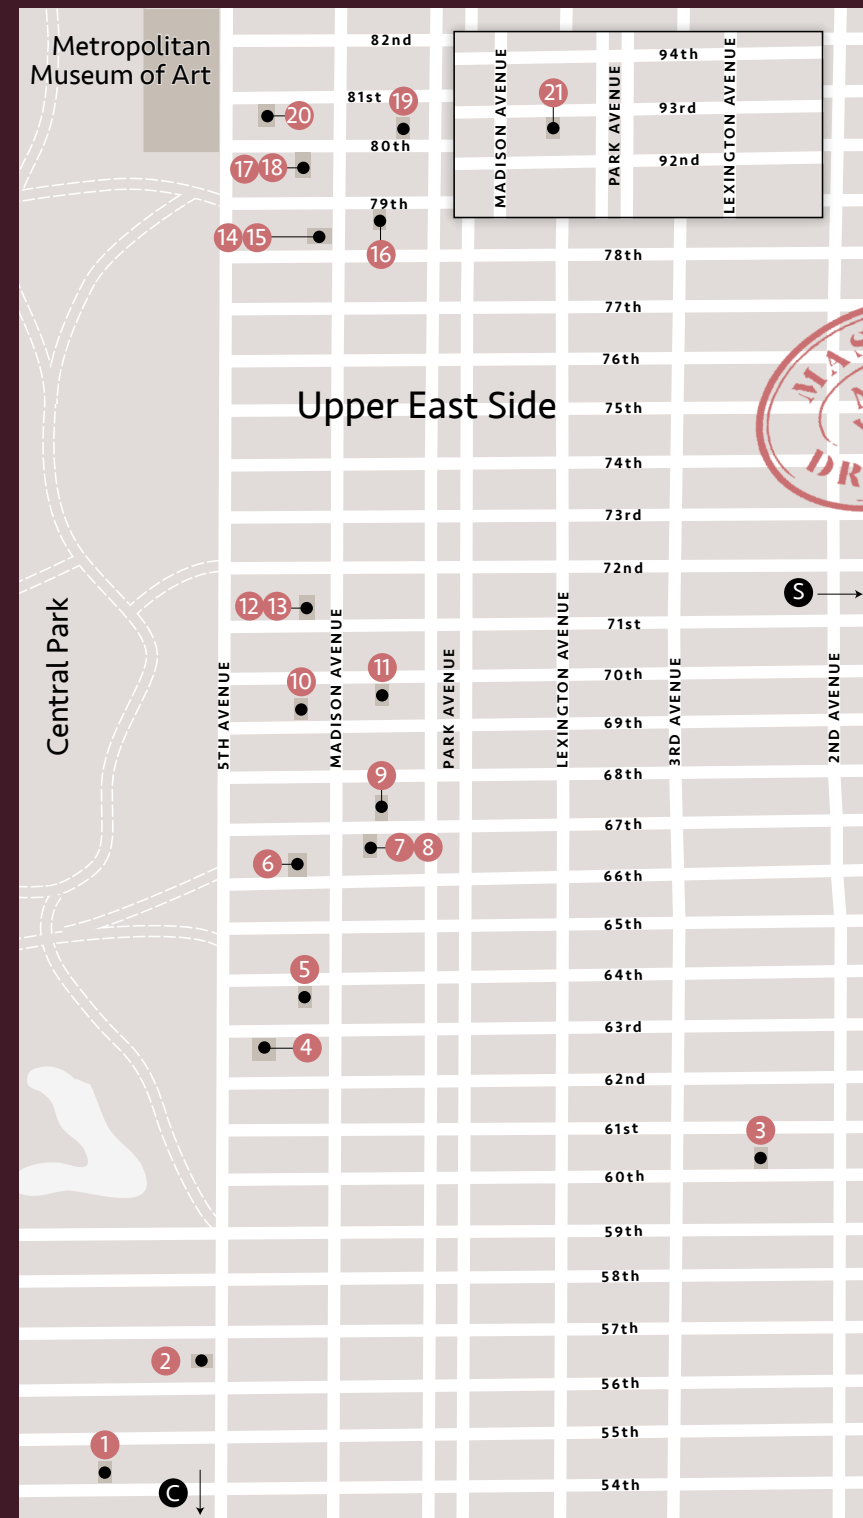 Metropolitan
Museum of Art
82nd
81st
19
20
80th
17
18
79th
14
15
16
MADISON AVENUE
PARK AVENUE
LEXINGTON AVENUE
94th
21
93rd
92nd
78th
77th
76th
Upper East Side
75th
74th
73rd
72nd
S
12
13
71st
Central Park
5TH AVENUE
MADISON AVENUE
PARK AVENUE
LEXINGTON AVENUE
3RD AVENUE
2ND AVENUE
10
11
70th
69th
9
68th
67th
7
8
6
66th
65th
5
64th
63rd
4
62nd
61st
3
60th
59th
58th
57th
2
56th
55th
1
C
54th